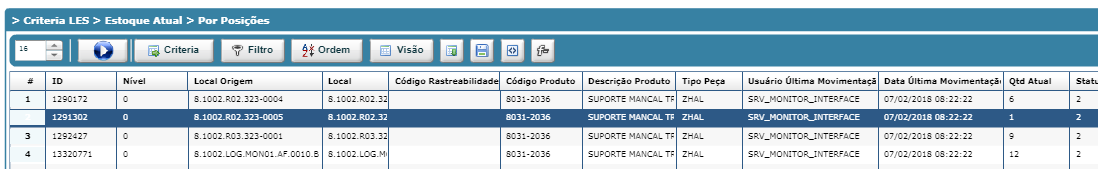 > Criteria LES > Estoque Atual > Por Posições
16 Criteria Filtro Ordem Visão
# ID Nível Local Origem Local Código Rastreabilidade Código Produto Descrição Produto Tipo Peça Usuário Última Movimentaçã Data Última Movimentaçã Qtd Atual Statu
1 1290172 0 8.1002.R02.323-0004 8.1002.R02.32 8031-2036 SUPORTE MANCAL TF ZHAL SRV_MONITOR_INTERFACE 07/02/2018 08:22:22 6 2
1291302 0 8.1002.R02.323-0005 8.1002.R02.32 8031-2036 SUPORTE MANCAL TF ZHAL SRV_MONITOR_INTERFACE 07/02/2018 08:22:22 1 2
3 1292427 0 8.1002.R03.323-0001 8.1002.R03.32 8031-2036 SUPORTE MANCAL TF ZHAL SRV_MONITOR_INTERFACE 07/02/2018 08:22:22 9 2
4 13320771 0 8.1002.LOG.MON01.AF.0010.B 8.1002.LOG.M 8031-2036 SUPORTE MANCAL TF ZHAL SRV_MONITOR_INTERFACE 07/02/2018 08:22:22 12 2